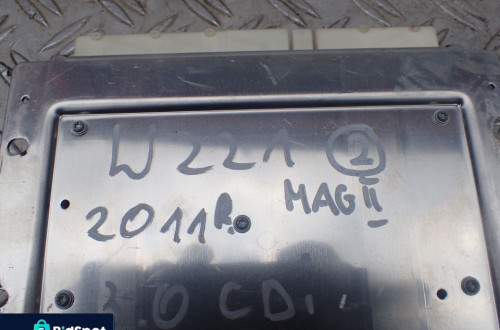 W221 ②
2011R. MAG II
3.0 CDi
BidSpot